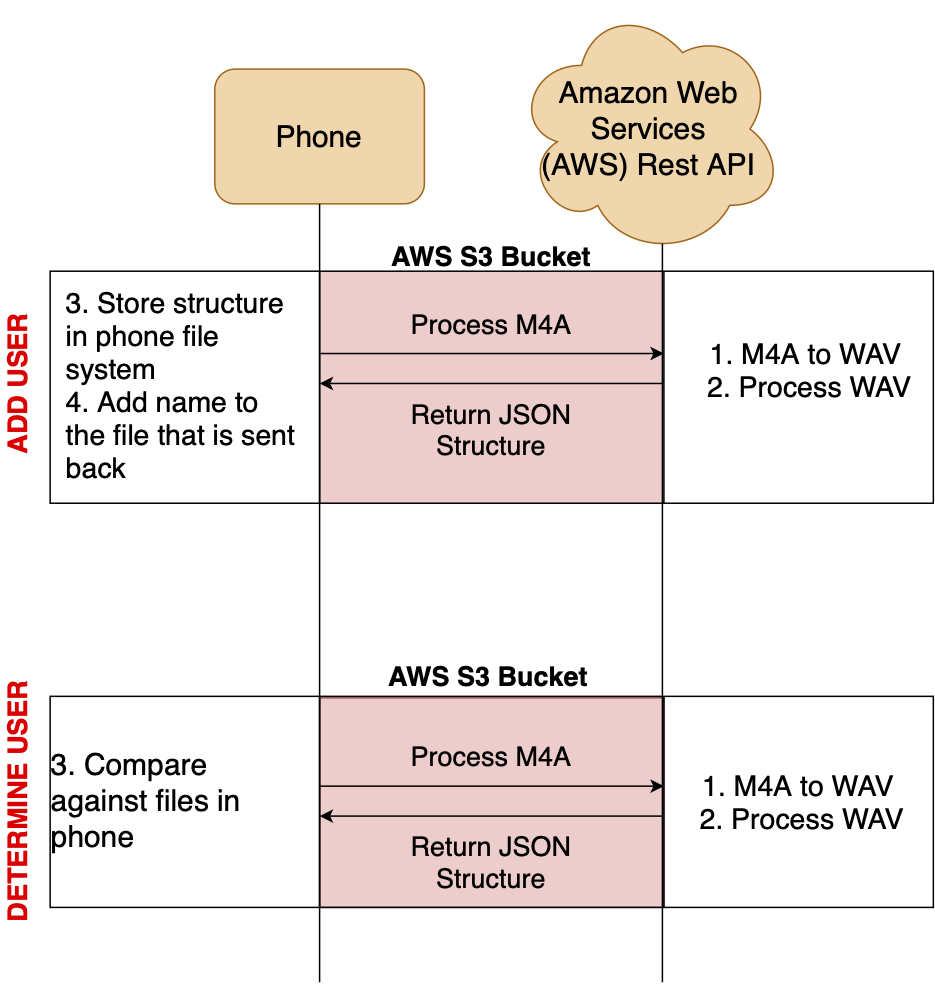 Phone
Amazon Web
Services
(AWS) Rest API
AWS S3 Bucket
ADD USER
3. Store structure
in phone file
system
4. Add name to
the file that is sent
back
Process M4A
Return JSON
Structure
1. M4A to WAV
2. Process WAV
AWS S3 Bucket
DETERMINE USER
3. Compare
against files in
phone
Process M4A
Return JSON
Structure
1. M4A to WAV
2. Process WAV